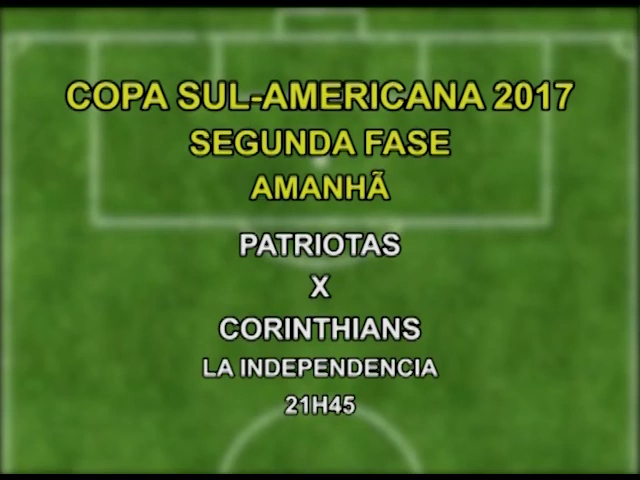 COPA SUL-AMERICANA 2017
SEGUNDA FASE
AMANHÃ
PATRIOTAS
X
CORINTHIANS
LA INDEPENDENCIA
21H45